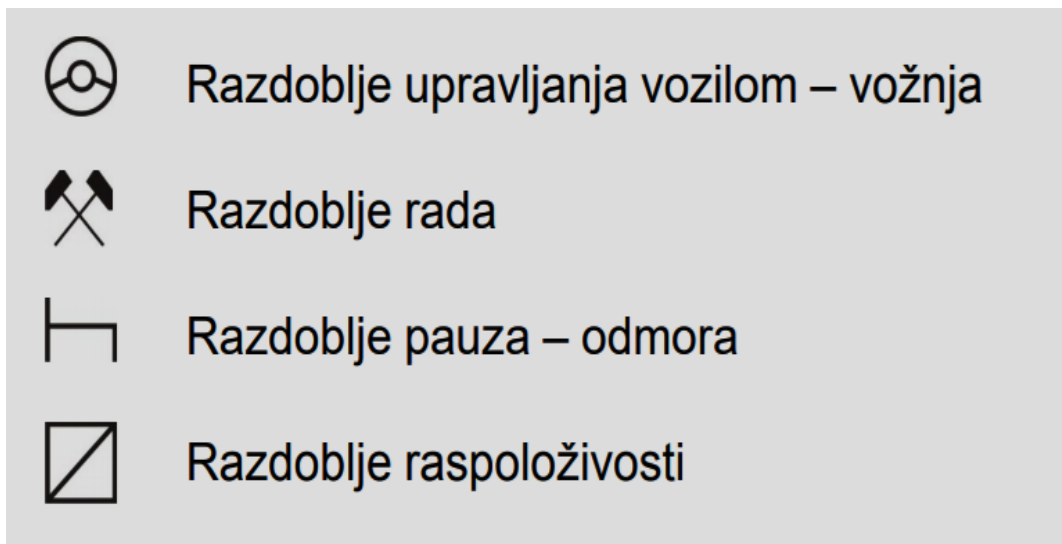 Razdoblje upravljanja vozilom – vožnja
Razdoblje rada
Razdoblje pauza – odmora
Razdoblje raspoloživosti